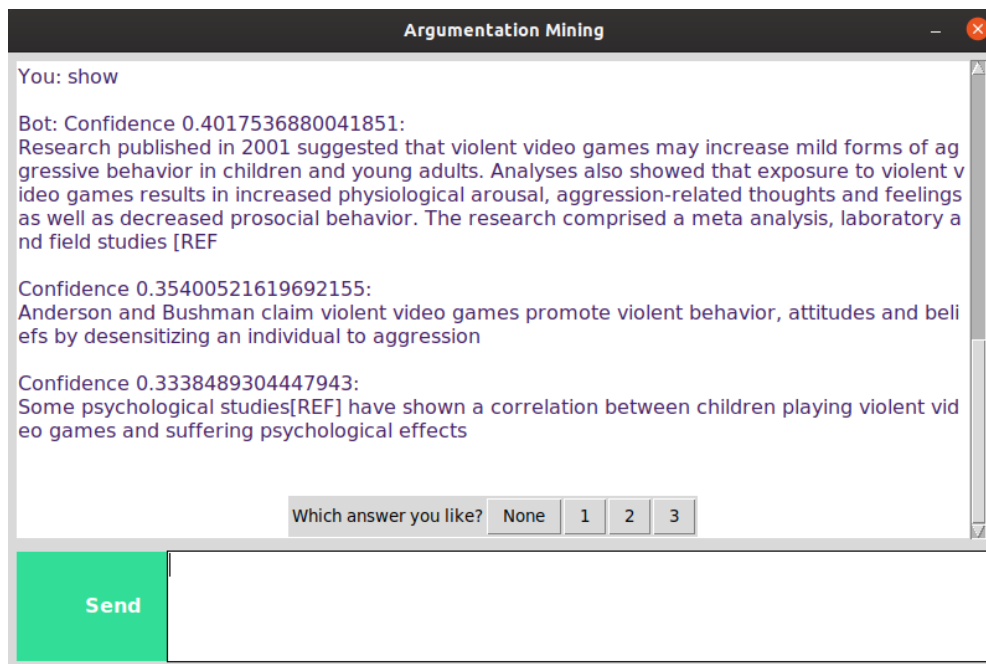 Argumentation Mining
You: show
Bot: Confidence 0.4017536880041851:
Research published in 2001 suggested that violent video games may increase mild forms of ag
gressive behavior in children and young adults. Analyses also showed that exposure to violent v
ideo games results in increased physiological arousal, aggression-related thoughts and feelings
as well as decreased prosocial behavior. The research comprised a meta analysis, laboratory a
nd field studies [REF
Confidence 0.35400521619692155:
Anderson and Bushman claim violent video games promote violent behavior, attitudes and beli
efs by desensitizing an individual to aggression
Confidence 0.3338489304447943:
Some psychological studies[REF] have shown a correlation between children playing violent vid
eo games and suffering psychological effects
Which answer you like? None 1 2 3
Send